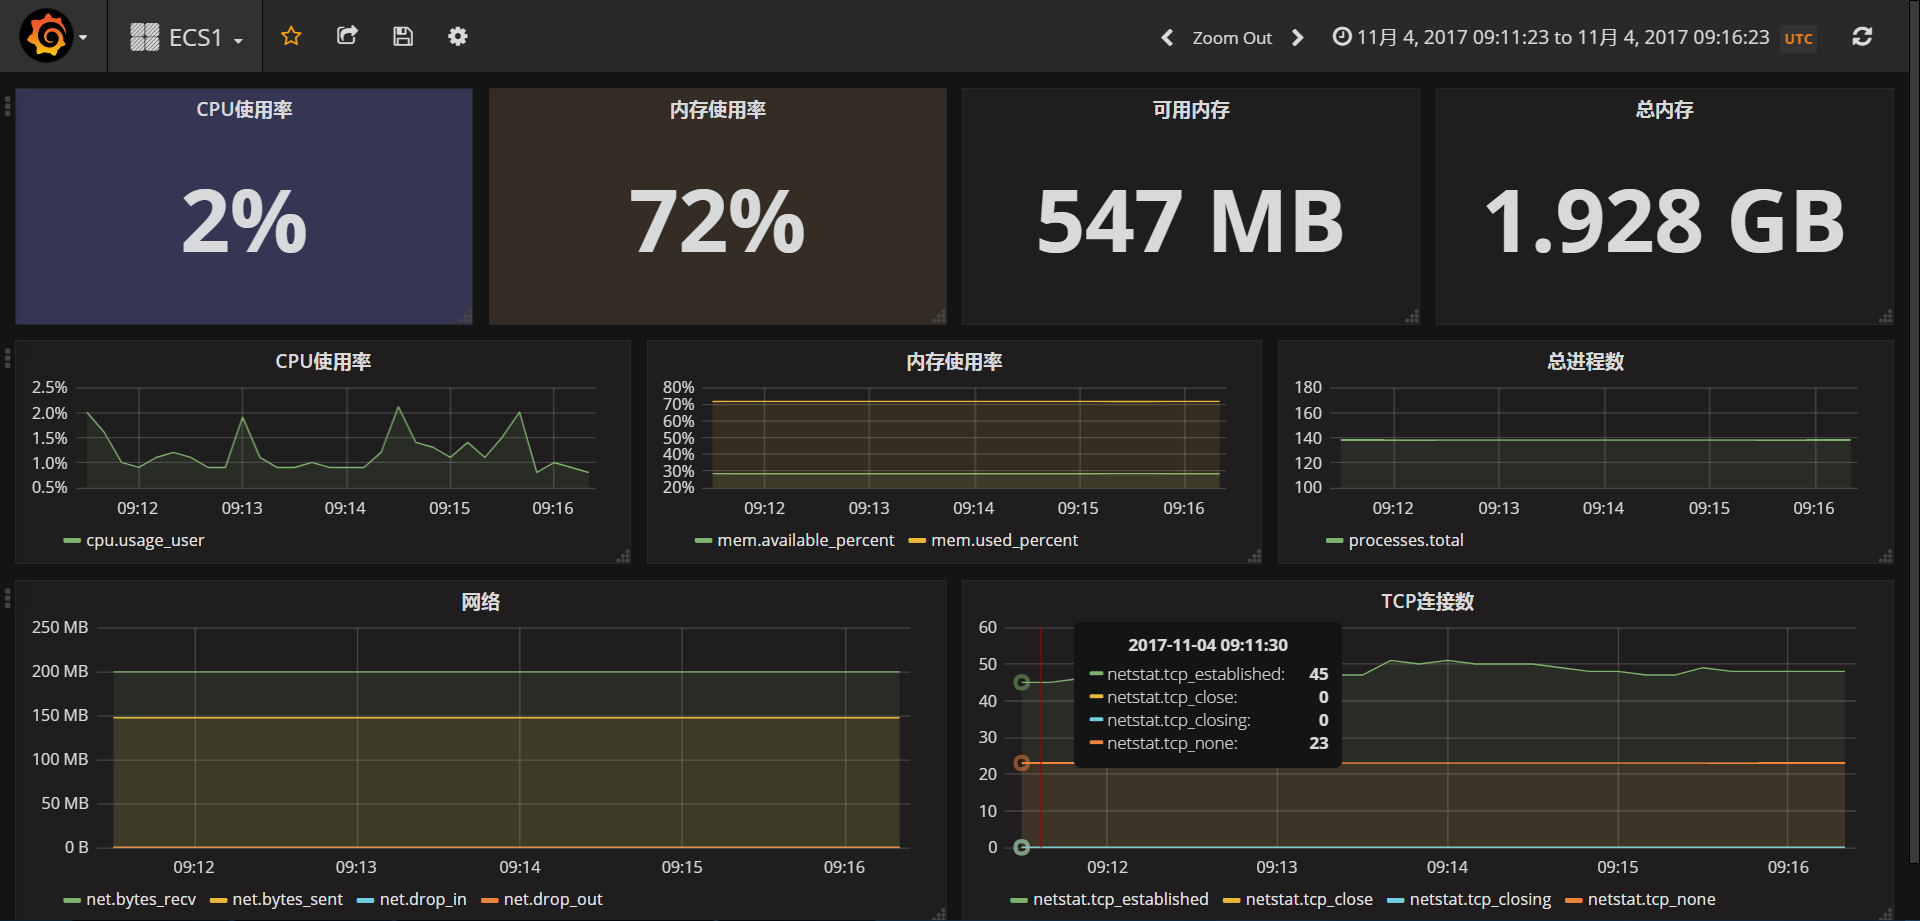 ECS1
Zoom Out
11月 4, 2017 09:11:23 to 11月 4, 2017 09:16:23 UTC
CPU使用率
2%
内存使用率
72%
可用内存
547 MB
总内存
1.928 GB
CPU使用率
2.5%
2.0%
1.5%
1.0%
0.5%
09:12 09:13 09:14 09:15 09:16
cpu.usage_user
内存使用率
80%
70%
60%
50%
40%
30%
20%
09:12 09:13 09:14 09:15 09:16
mem.available_percent mem.used_percent
总进程数
180
160
140
120
100
09:12 09:13 09:14 09:15 09:16
processes.total
网络
250 MB
200 MB
150 MB
100 MB
50 MB
0 B
09:12 09:13 09:14 09:15 09:16
net.bytes_recv net.bytes_sent net.drop_in net.drop_out
TCP连接数
60
50
40
30
20
10
0
2017-11-04 09:11:30
netstat.tcp_established: 45
netstat.tcp_close: 0
netstat.tcp_closing: 0
netstat.tcp_none: 23
09:12 09:13 09:14 09:15 09:16
netstat.tcp_established netstat.tcp_close netstat.tcp_closing netstat.tcp_none